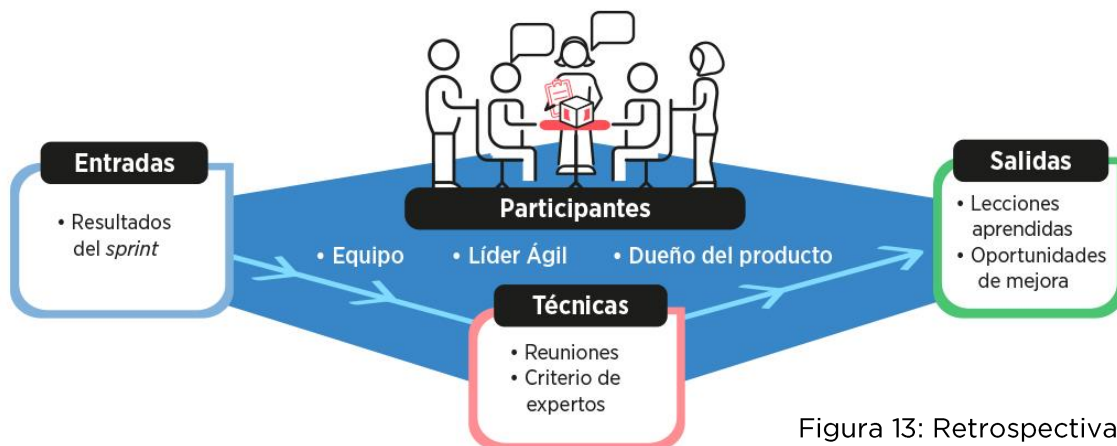 Entradas
• Resultados
del sprint
Participantes
• Equipo • Líder Ágil • Dueño del producto
Técnicas
• Reuniones
• Criterio de
expertos
Salidas
• Lecciones
aprendidas
• Oportunidades
de mejora
Figura 13: Retrospectiva